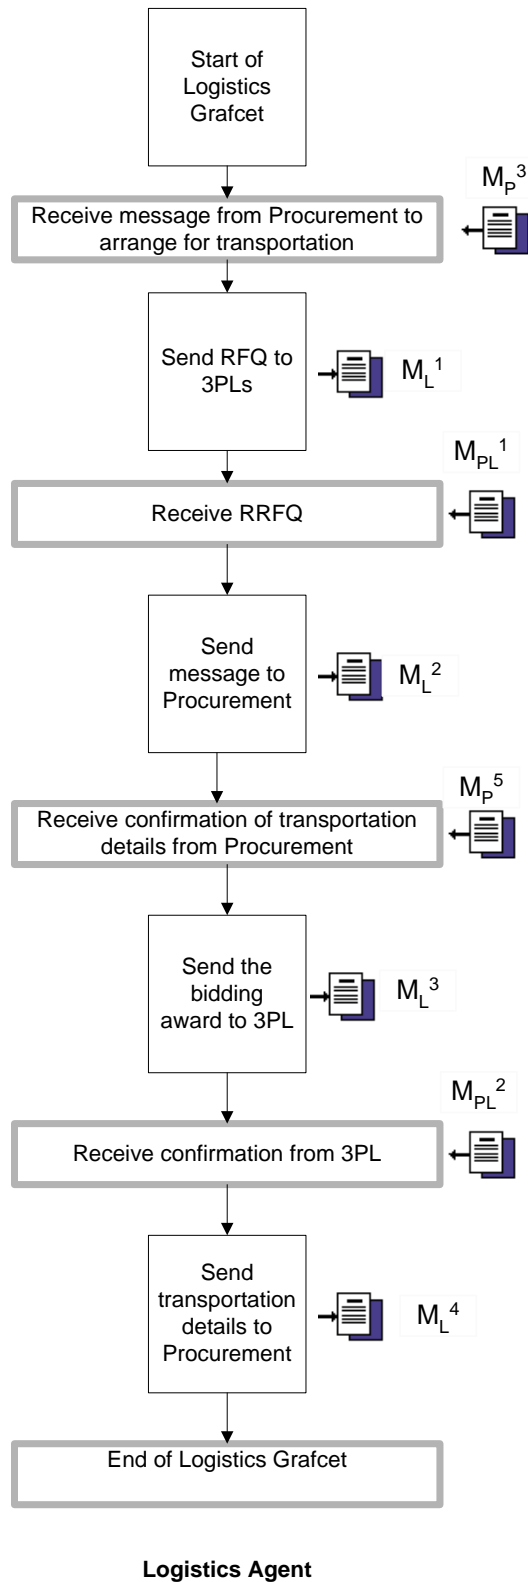 Start of
Logistics
Grafcet
M_P^3
Receive message from Procurement to
arrange for transportation
Send RFQ to
3PLs
M_L^1
M_PL^1
Receive RRFQ
Send
message to
Procurement
M_L^2
M_P^5
Receive confirmation of transportation
details from Procurement
Send the
bidding
award to 3PL
M_L^3
M_PL^2
Receive confirmation from 3PL
Send
transportation
details to
Procurement
M_L^4
End of Logistics Grafcet
Logistics Agent